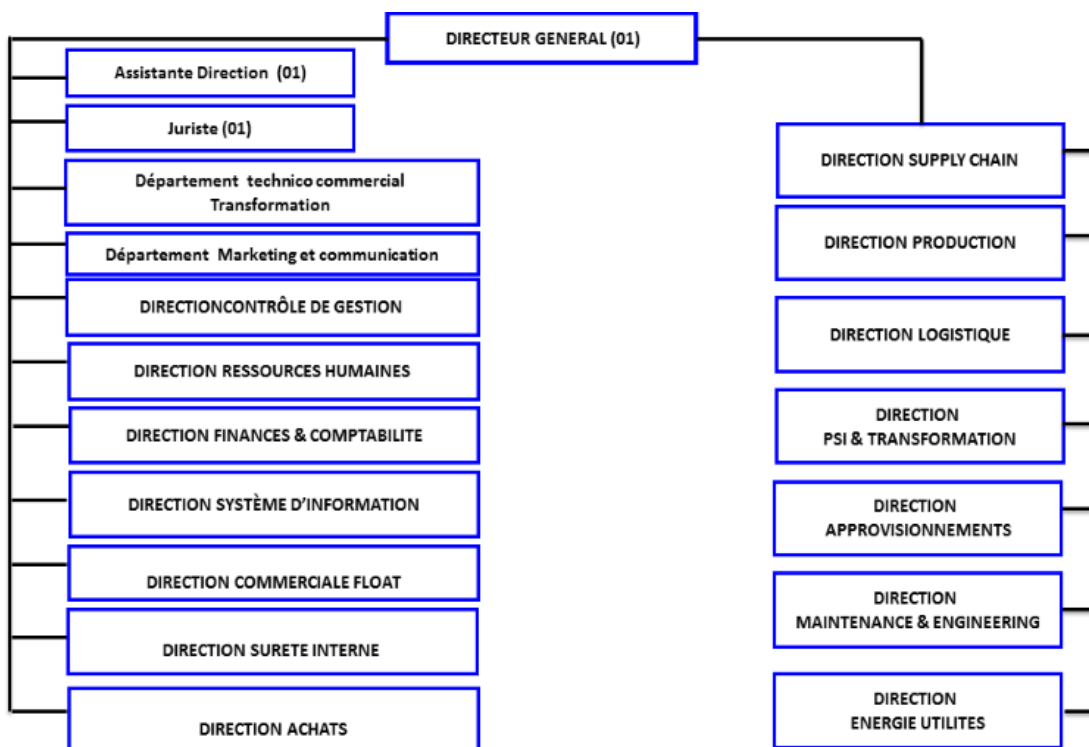 DIRECTEUR GENERAL (01)
Assistante Direction (01)
Juriste (01)
Département technico commercial
Transformation
Département Marketing et communication
DIRECTIONCONTRÔLE DE GESTION
DIRECTION RESSOURCES HUMAINES
DIRECTION FINANCES & COMPTABILITE
DIRECTION SYSTÈME D'INFORMATION
DIRECTION COMMERCIALE FLOAT
DIRECTION SURETE INTERNE
DIRECTION ACHATS
DIRECTION SUPPLY CHAIN
DIRECTION PRODUCTION
DIRECTION LOGISTIQUE
DIRECTION
PSI & TRANSFORMATION
DIRECTION
APPROVISIONNEMENTS
DIRECTION
MAINTENANCE & ENGINEERING
DIRECTION
ENERGIE UTILITES